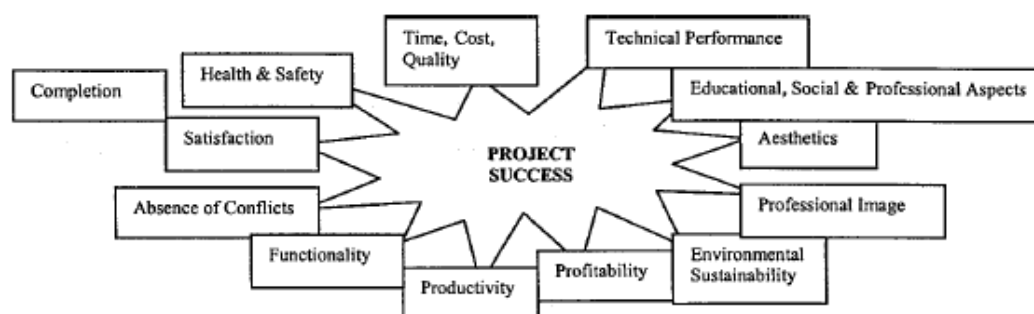 Time, Cost,
Quality
Technical Performance
Health & Safety
Completion
Educational, Social & Professional Aspects
Satisfaction
Aesthetics
PROJECT
SUCCESS
Absence of Conflicts
Professional Image
Functionality
Environmental
Sustainability
Profitability
Productivity